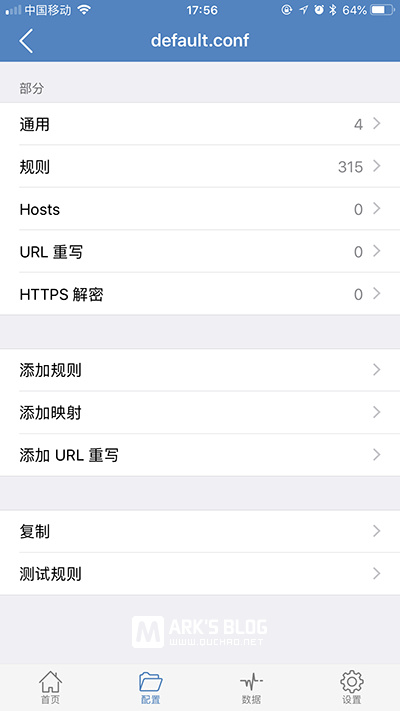 中国移动 17:56 64%
default.conf
部分
通用 4
规则 315
Hosts 0
URL 重写 0
HTTPS 解密 0
添加规则
添加映射
添加 URL 重写
复制
测试规则
M ARK'S BLOG
WWW.OUCHAO.NET
首页 配置 数据 设置